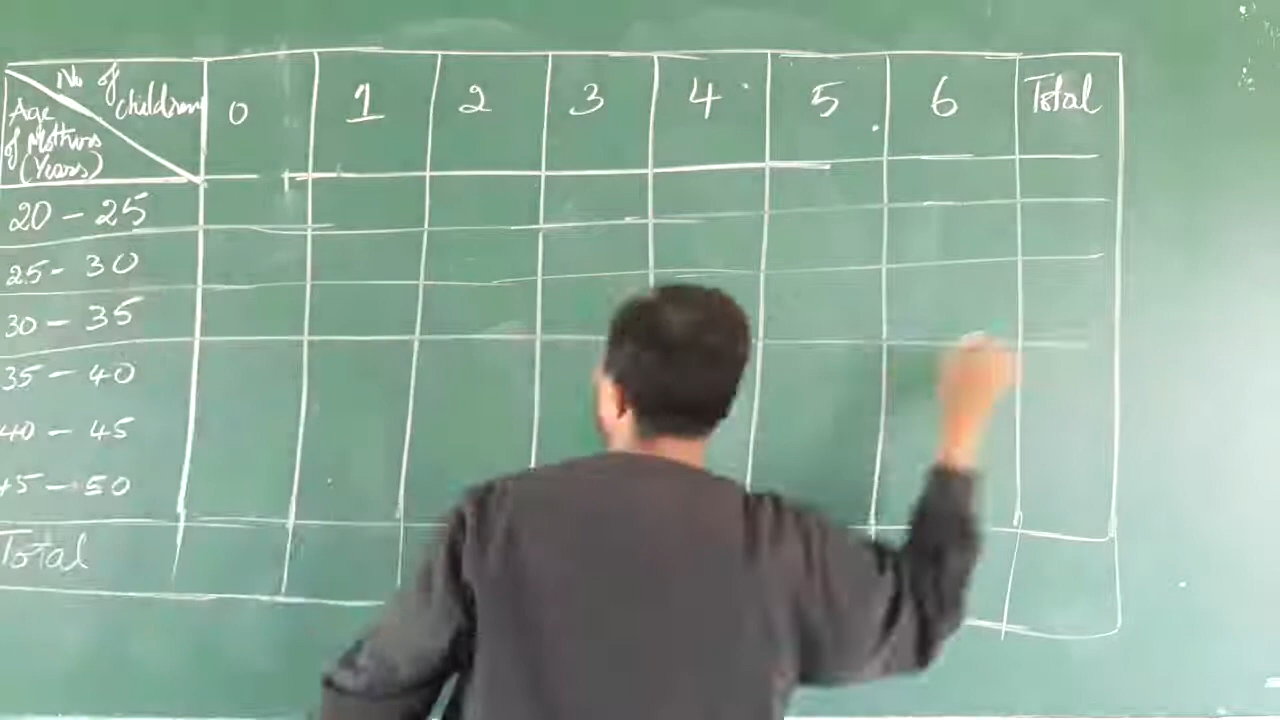 No of children
Age of Mothers (Years)
0 1 2 3 4 5 6 Total
20 - 25
25 - 30
30 - 35
35 - 40
40 - 45
45 - 50
Total